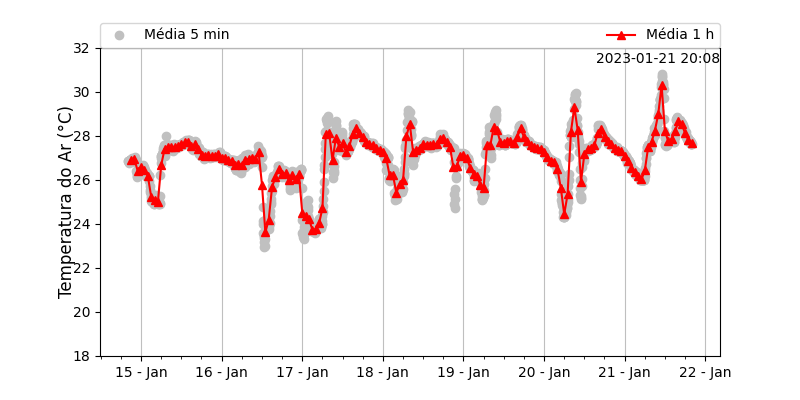 Média 5 min
Média 1 h
2023-01-21 20:08
Temperatura do Ar (°C)
32
30
28
26
24
22
20
18
15 - Jan
16 - Jan
17 - Jan
18 - Jan
19 - Jan
20 - Jan
21 - Jan
22 - Jan